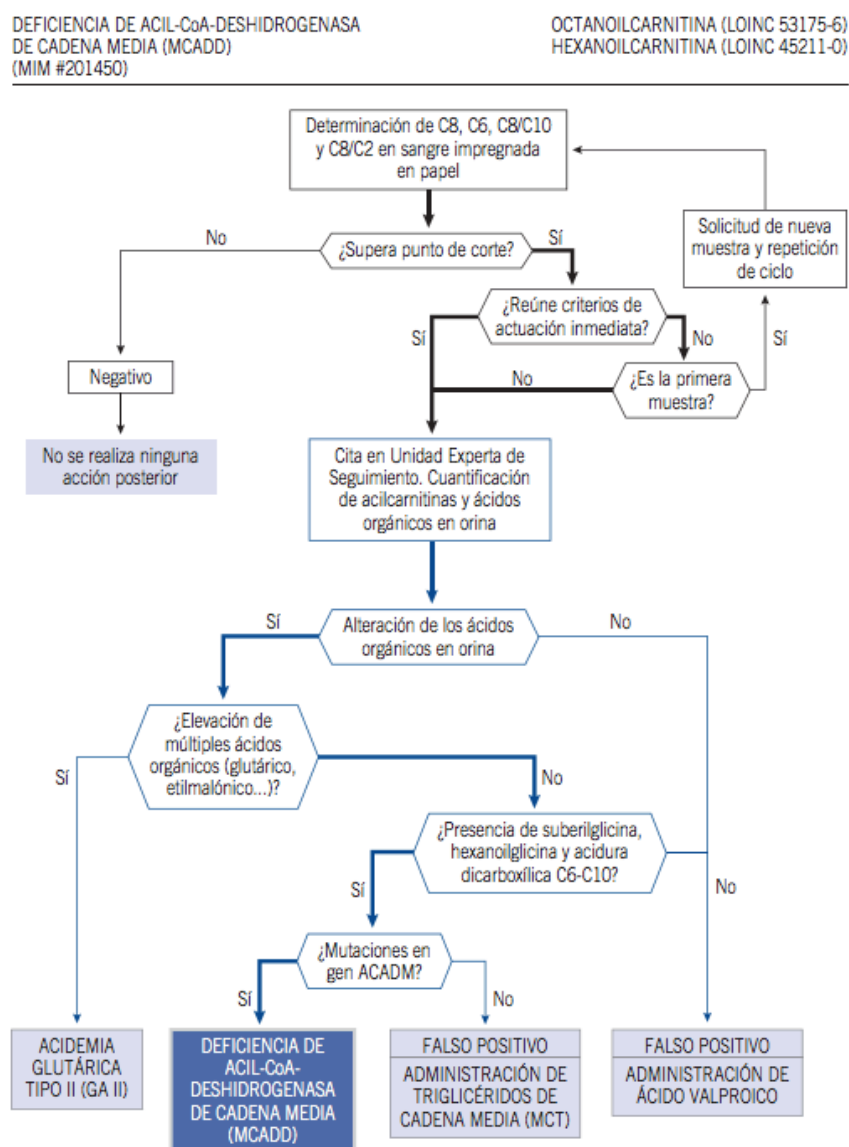 DEFICIENCIA DE ACIL-CoA-DESHIDROGENASA
DE CADENA MEDIA (MCADD)
(MIM #201450)
OCTANOILCARNITINA (LOINC 53175-6)
HEXANOILCARNITINA (LOINC 45211-0)
Determinación de C8, C6, C8/C10
y C8/C2 en sangre impregnada
en papel
Solicitud de nueva
muestra y repetición
de ciclo
No
¿Supera punto de corte?
Sí
¿Reúne criterios de
actuación inmediata?
Sí
No
Sí
Negativo
No
¿Es la primera
muestra?
No se realiza ninguna
acción posterior
Cita en Unidad Experta de
Seguimiento. Cuantificación
de acilcarnitinas y ácidos
orgánicos en orina
Sí
Alteración de los ácidos
orgánicos en orina
No
¿Elevación de
múltiples ácidos
orgánicos (glutárico,
etilmalónico...)?
Sí
No
¿Presencia de suberilglicina,
hexanoilglicina y acidura
dicarboxílica C6-C10?
Sí
No
¿Mutaciones en
gen ACADM?
Sí
No
ACIDEMIA
GLUTÁRICA
TIPO II (GA II)
DEFICIENCIA DE
ACIL-CoA-
DESHIDROGENASA
DE CADENA MEDIA
(MCADD)
FALSO POSITIVO
ADMINISTRACIÓN DE
TRIGLICÉRIDOS DE
CADENA MEDIA (MCT)
FALSO POSITIVO
ADMINISTRACIÓN DE
ÁCIDO VALPROICO